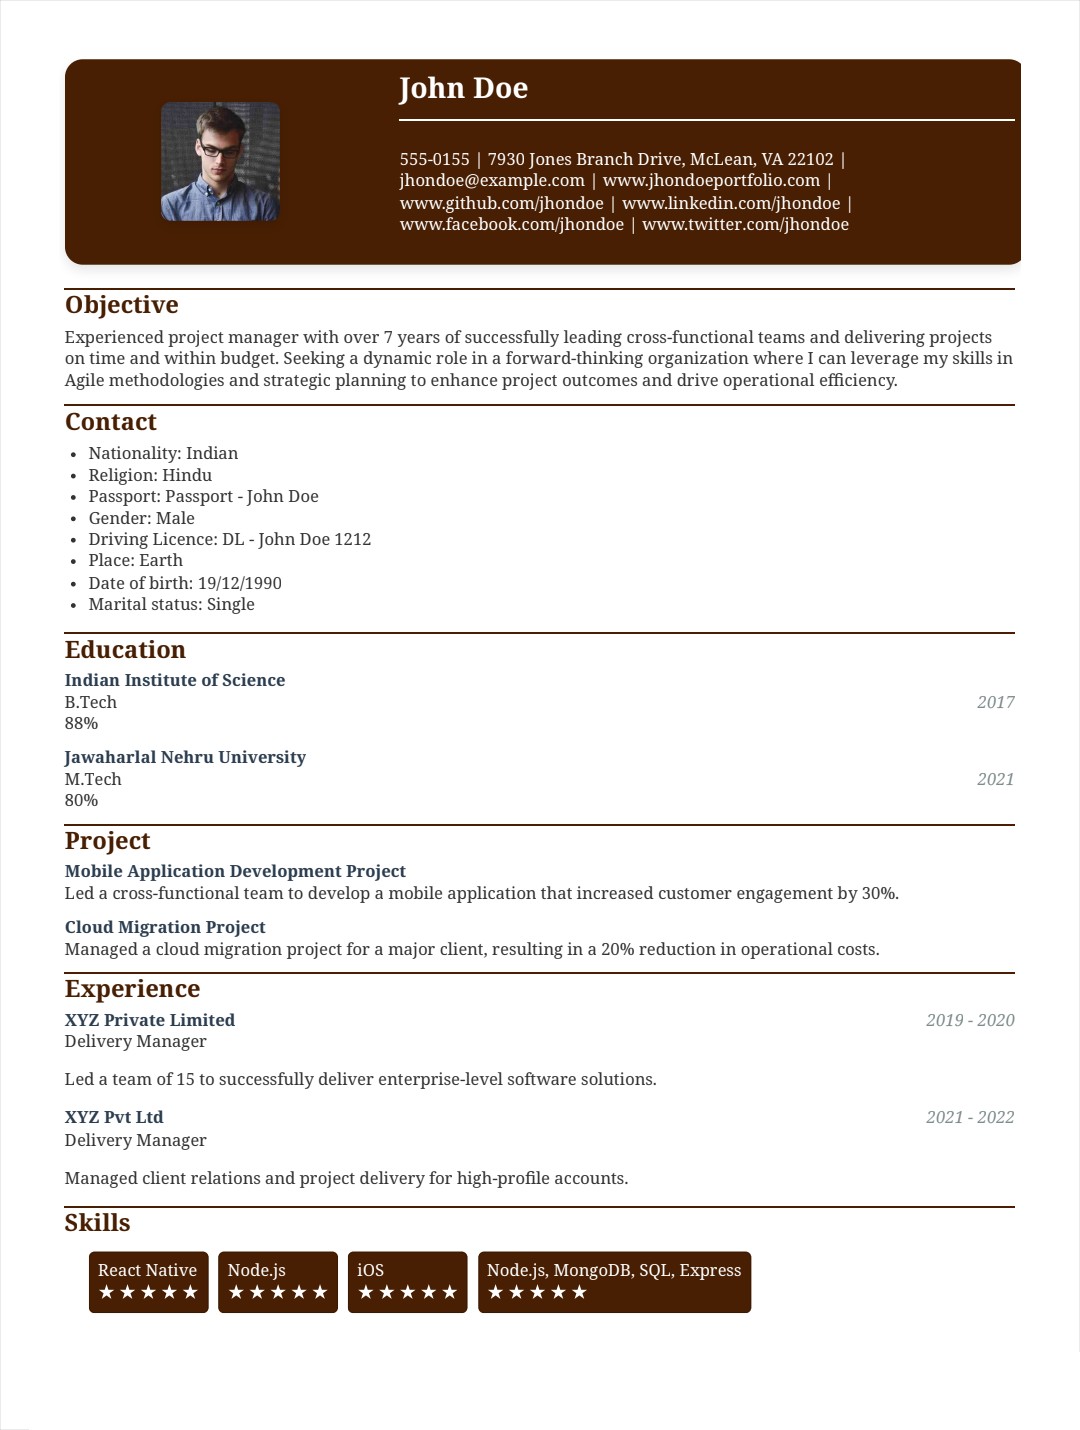 John Doe
555-0155 | 7930 Jones Branch Drive, McLean, VA 22102 |
jhondoe@example.com | www.jhondoeportfolio.com |
www.github.com/jhondoe | www.linkedin.com/jhondoe |
www.facebook.com/jhondoe | www.twitter.com/jhondoe
Objective
Experienced project manager with over 7 years of successfully leading cross-functional teams and delivering projects
on time and within budget. Seeking a dynamic role in a forward-thinking organization where I can leverage my skills in
Agile methodologies and strategic planning to enhance project outcomes and drive operational efficiency.
Contact
• Nationality: Indian
• Religion: Hindu
• Passport: Passport - John Doe
• Gender: Male
• Driving Licence: DL - John Doe 1212
• Place: Earth
• Date of birth: 19/12/1990
• Marital status: Single
Education
Indian Institute of Science
B.Tech 2017
88%
Jawaharlal Nehru University
M.Tech 2021
80%
Project
Mobile Application Development Project
Led a cross-functional team to develop a mobile application that increased customer engagement by 30%.
Cloud Migration Project
Managed a cloud migration project for a major client, resulting in a 20% reduction in operational costs.
Experience
XYZ Private Limited 2019 - 2020
Delivery Manager
Led a team of 15 to successfully deliver enterprise-level software solutions.
XYZ Pvt Ltd 2021 - 2022
Delivery Manager
Managed client relations and project delivery for high-profile accounts.
Skills
React Native Node.js iOS Node.js, MongoDB, SQL, Express
★★★★★ ★★★★★ ★★★★★ ★★★★★